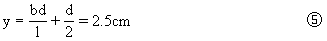 y = bd/1 + d/2 = 2.5cm ⑤